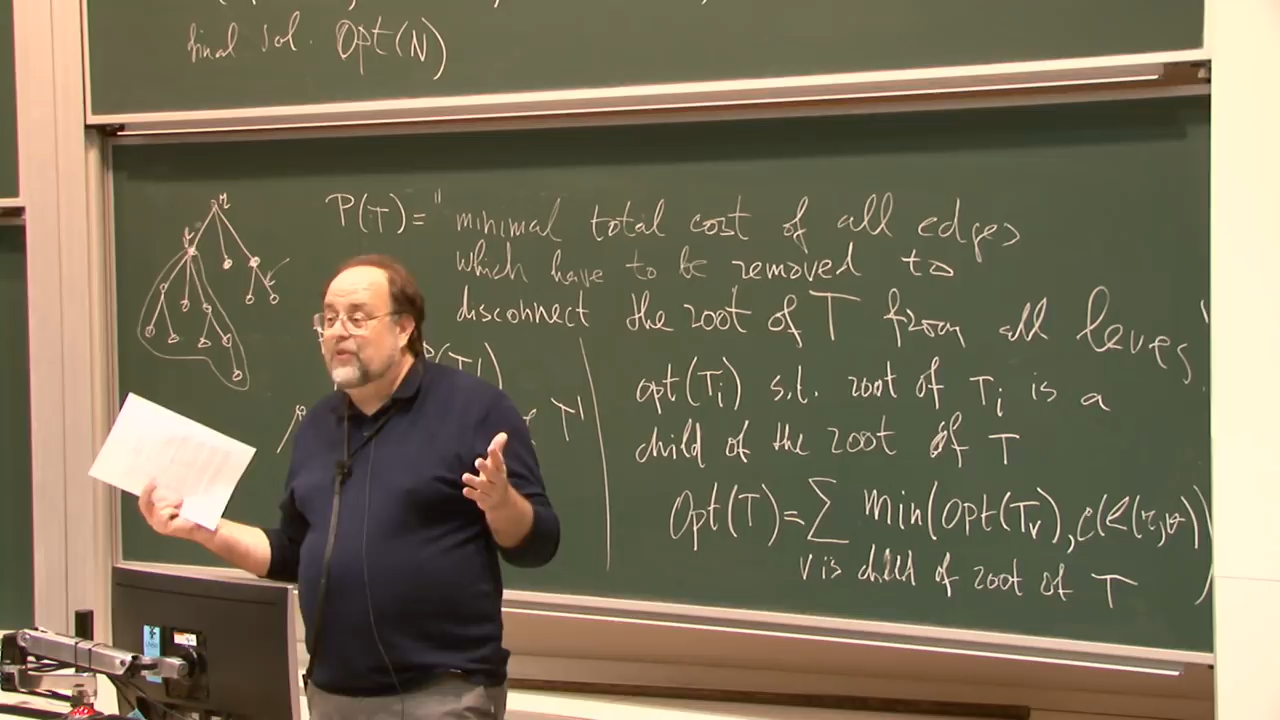 final sol. Opt(N)
r
P(T) = "minimal total cost of all edges
which have to be removed to
disconnect the root of T from all leves"
P(T')
T'
opt(Ti) s.t. root of Ti is a
child of the root of T
Opt(T) = ∑ min(opt(Tv), c(e(r,v))
v is child of root of T